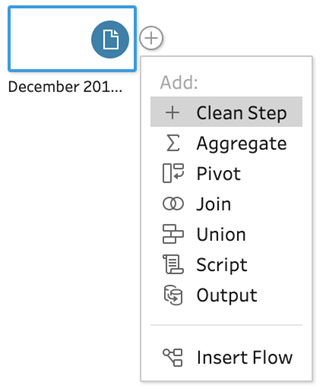 December 201...
Add:
Clean Step
Aggregate
Pivot
Join
Union
Script
Output
Insert Flow